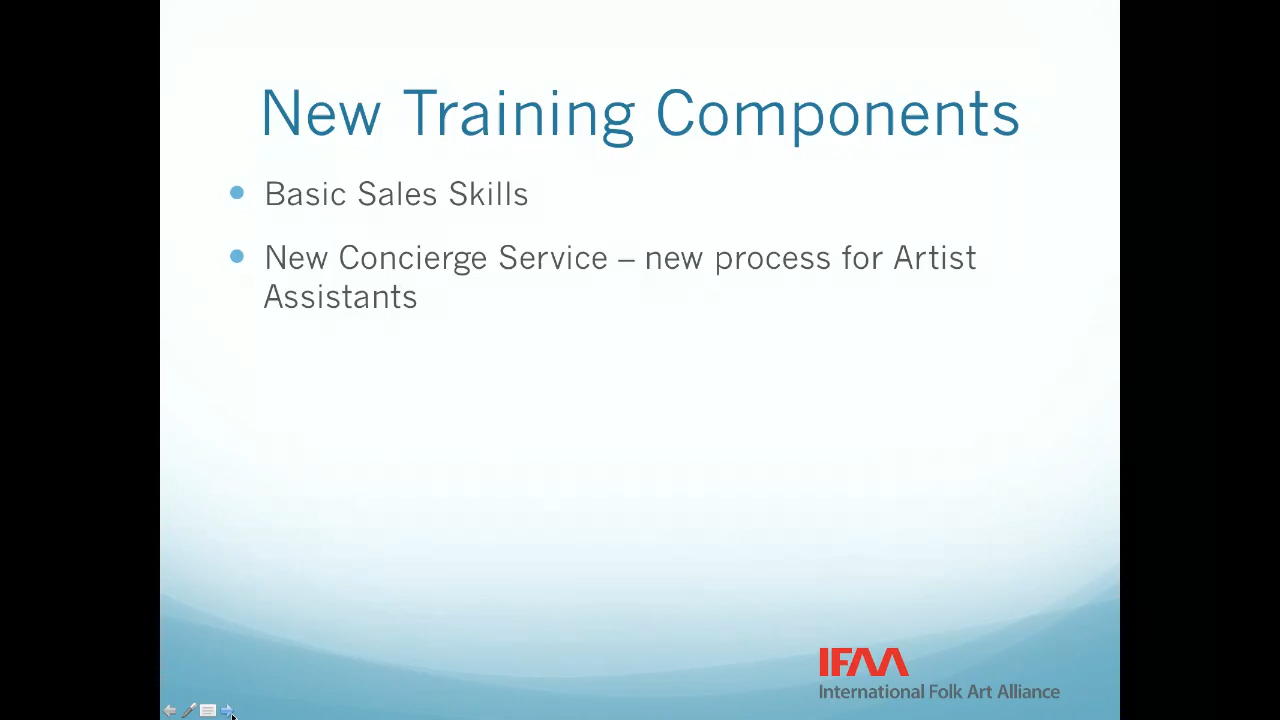 New Training Components
Basic Sales Skills
New Concierge Service – new process for Artist
Assistants
IFAA
International Folk Art Alliance